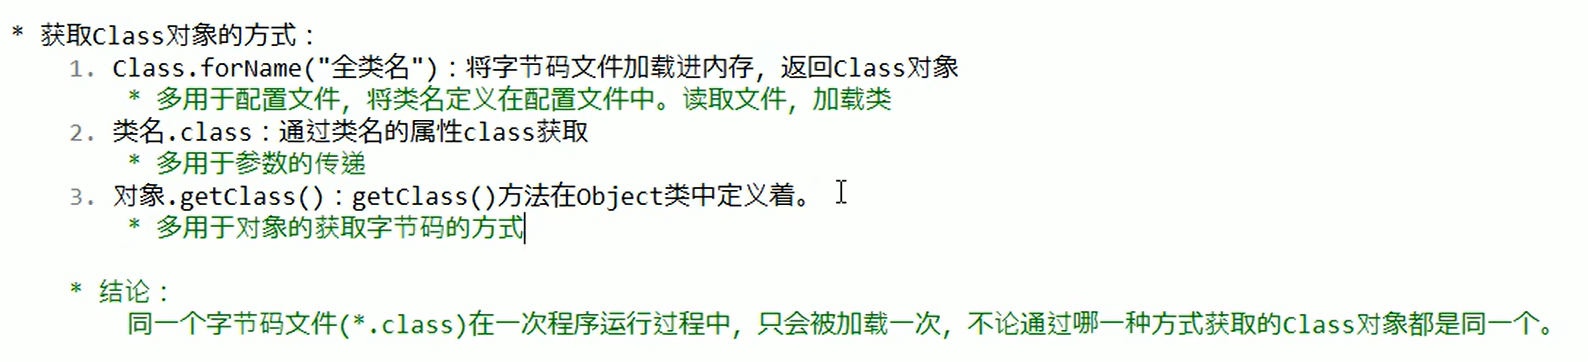 * 获取Class对象的方式：
1. Class.forName("全类名")：将字节码文件加载进内存，返回Class对象
* 多用于配置文件，将类名定义在配置文件中。读取文件，加载类
2. 类名.class：通过类名的属性class获取
* 多用于参数的传递
3. 对象.getClass()：getClass()方法在Object类中定义着。
* 多用于对象的获取字节码的方式
* 结论：
同一个字节码文件(*.class)在一次程序运行过程中，只会被加载一次，不论通过哪一种方式获取的Class对象都是同一个。